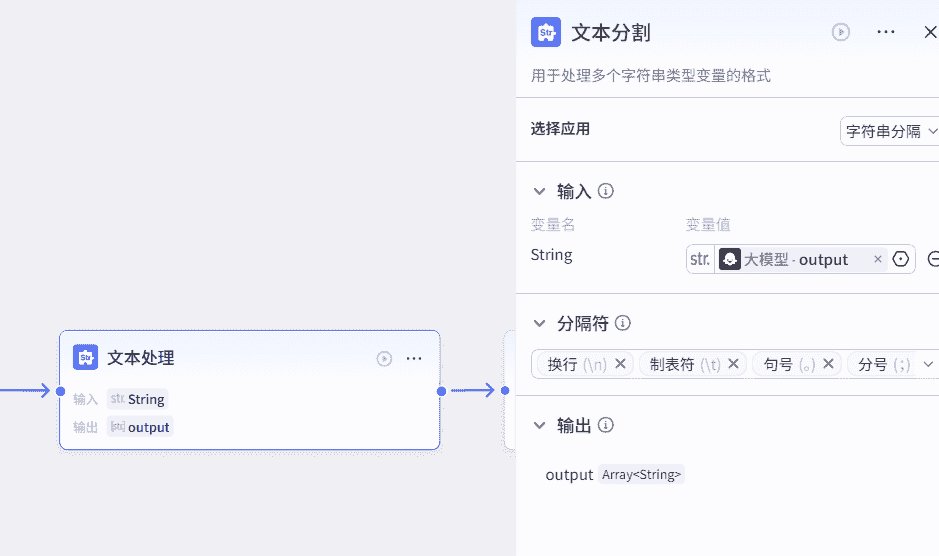 文本分割
用于处理多个字符串类型变量的格式
选择应用
字符串分隔
输入
变量名 变量值
String str. 大模型 - output
分隔符
换行 (\n) 制表符 (\t) 句号 (。) 分号 (;)
输出
output Array<String>
Str
文本处理
输入 str. String
输出 [str] output